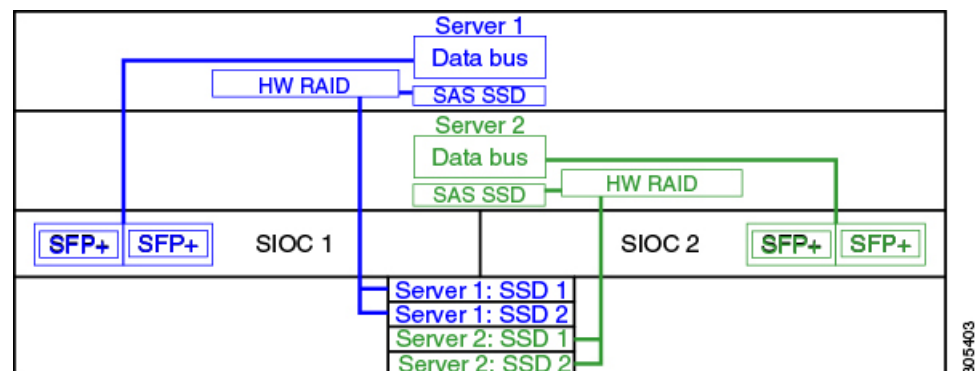 Server 1
Data bus
HW RAID
SAS SSD
Server 2
Data bus
HW RAID
SAS SSD
SFP+ SFP+ SIOC 1 SIOC 2 SFP+ SFP+
Server 1: SSD 1
Server 1: SSD 2
Server 2: SSD 1
Server 2: SSD 2